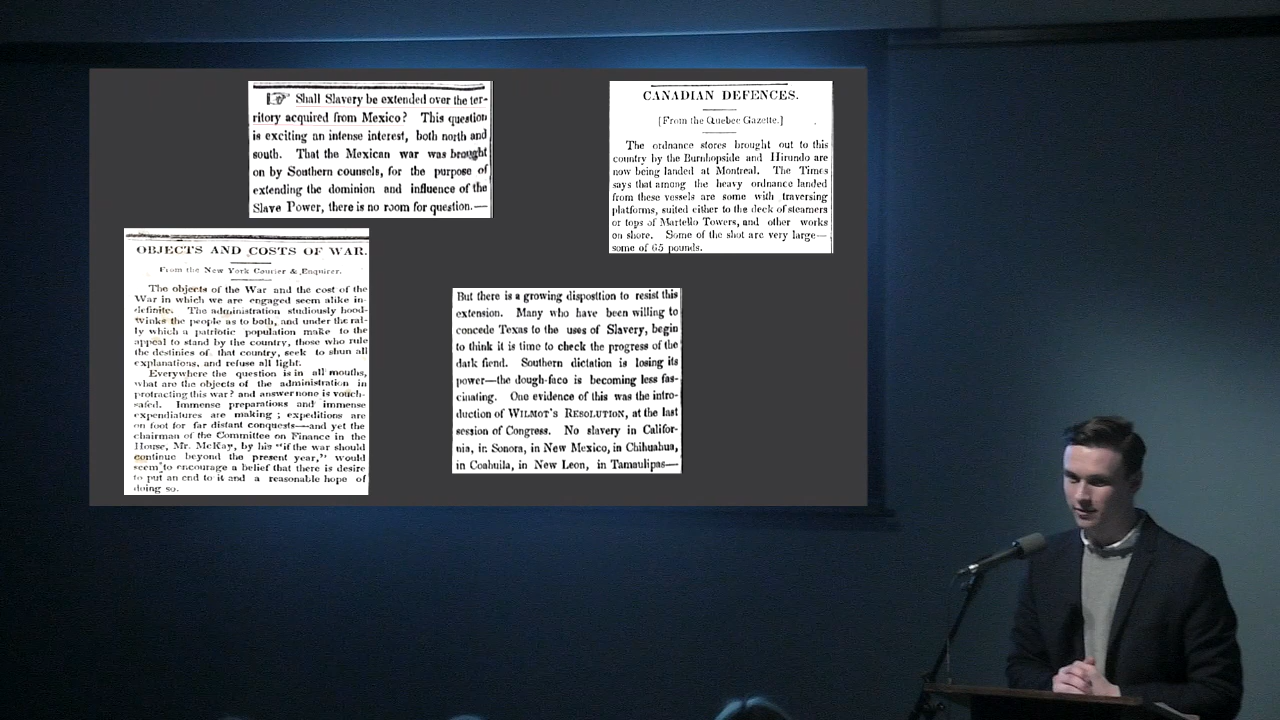 ☞ Shall Slavery be extended over the ter-
ritory acquired from Mexico? This question
is exciting an intense interest, both north and
south. That the Mexican war was brought
on by Southern counsels, for the purpose of
extending the dominion and influence of the
Slave Power, there is no room for question.—
CANADIAN DEFENCES.
[From the Quebec Gazette.]
The ordnance stores brought out to this
country by the Burnhopside and Hirundo are
now being landed at Montreal. The Times
says that among the heavy ordnance landed
from these vessels are some with traversing
platforms, suited either to the deck of steamers
or tops of Martello Towers, and other works
on shore. Some of the shot are very large—
some of 65 pounds.
OBJECTS AND COSTS OF WAR.
From the New York Courier & Enquirer.
The objects of the War and the cost of the
War in which we are engaged seem alike in-
definite. The administration studiously hood-
winks the people as to both, and under the ral-
ly which a patriotic population make to the
appeal to stand by the country, those who rule
the destinies of that country, seek to shun all
explanations, and refuse all light.
Everywhere the question is in all mouths,
what are the objects of the administration in
protracting this war? and answer none is vouch-
safed. Immense preparations and immense
expendiatures are making; expeditions are
on foot for far distant conquests—and yet the
chairman of the Committee on Finance in the
House, Mr. McKay, by his "if the war should
continue beyond the present year," would
seem to encourage a belief that there is desire
to put an end to it and a reasonable hope of
doing so.
But there is a growing disposition to resist this
extension. Many who have been willing to
concede Texas to the uses of Slavery, begin
to think it is time to check the progress of the
dark fiend. Southern dictation is losing its
power—the dough-face is becoming less fas-
cinating. One evidence of this was the intro-
duction of WILMOT'S RESOLUTION, at the last
session of Congress. No slavery in Califor-
nia, in Sonora, in New Mexico, in Chihuahua,
in Coahuila, in New Leon, in Tamaulipas—